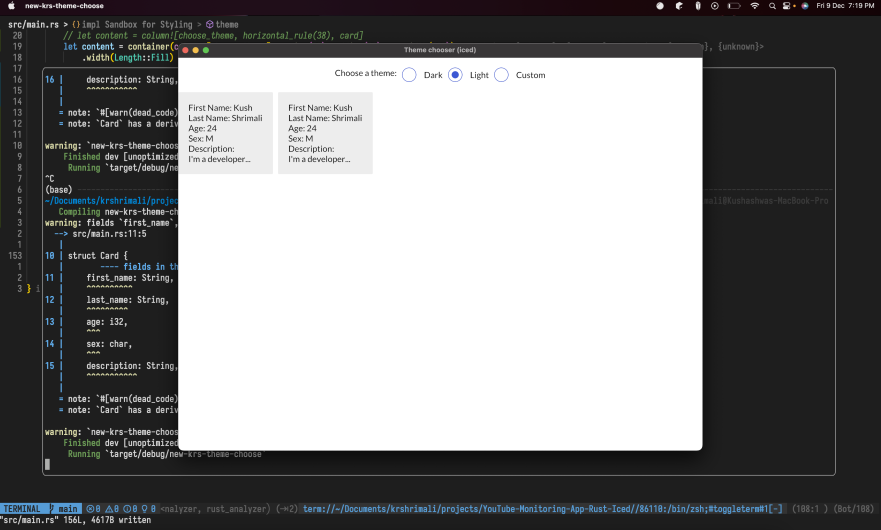 new-krs-theme-choose
Fri 9 Dec 7:19 PM
src/main.rs > {} impl Sandbox for Styling > theme
20 // let content = column![choose_theme, horizontal_rule(38), card]
19 let content = container(c
}, {unknown}>
18 .width(Length::Fill)
17
16
15
14
13
12
11
10
9
8
7
6
5
4
3
2
1
153
1
2
3 } i
16 | description: String,
^^^^^^^^^^^
|
= note: `#[warn(dead_code)
= note: `Card` has a deriv
warning: `new-krs-theme-choos
Finished dev [unoptimized
Running `target/debug/ne
^C
(base)
~/Documents/krshrimali/projec
mali@Kushashwas-MacBook-Pro
Compiling new-krs-theme-ch
warning: fields `first_name`,
--> src/main.rs:11:5
|
10 | struct Card {
| ---- fields in th
11 | first_name: String,
| ^^^^^^^^^^
12 | last_name: String,
| ^^^^^^^^^
13 | age: i32,
| ^^^
14 | sex: char,
| ^^^
15 | description: String,
| ^^^^^^^^^^^
|
= note: `#[warn(dead_code)
= note: `Card` has a deriv
warning: `new-krs-theme-choos
Finished dev [unoptimized
Running `target/debug/new-krs-theme-choose`
Theme chooser (iced)
Choose a theme: Dark Light Custom
First Name: Kush
Last Name: Shrimali
Age: 24
Sex: M
Description:
I'm a developer...
First Name: Kush
Last Name: Shrimali
Age: 24
Sex: M
Description:
I'm a developer...
TERMINAL main 0 0 0 0 <nalyzer, rust_analyzer) term://~/Documents/krshrimali/projects/YouTube-Monitoring-App-Rust-Iced//86110:/bin/zsh;#toggleterm#1[-] (108:1 ) (Bot/108)
"src/main.rs" 156L, 4617B written